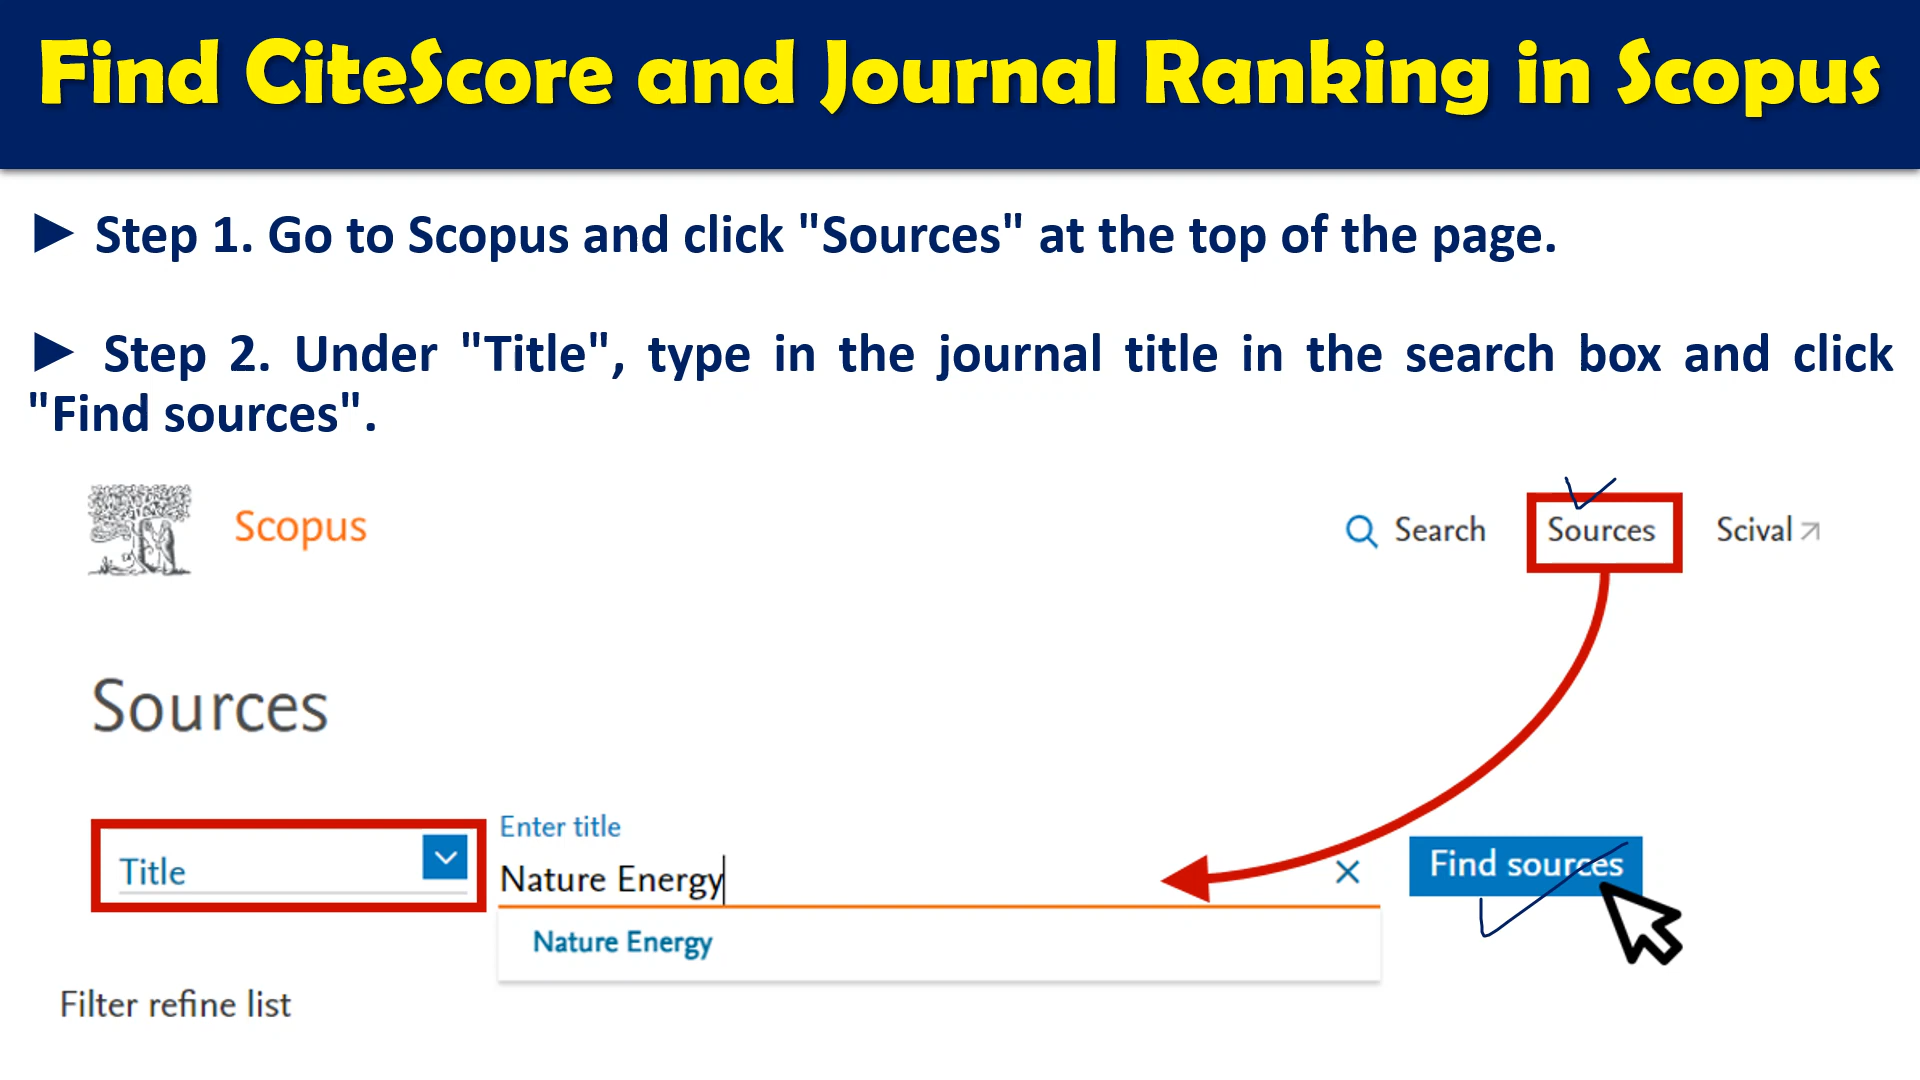 Find CiteScore and Journal Ranking in Scopus
► Step 1. Go to Scopus and click "Sources" at the top of the page.
► Step 2. Under "Title", type in the journal title in the search box and click
"Find sources".
Scopus
Search Sources Scival
Sources
Enter title
Title
Nature Energy
Find sources
Nature Energy
Filter refine list